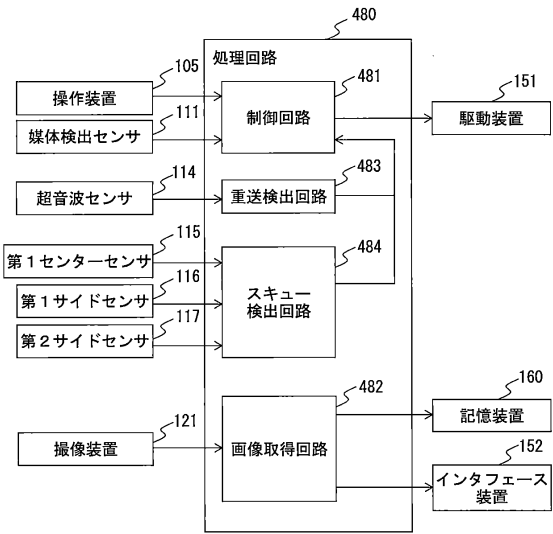 480
処理回路
105
操作装置
111
媒体検出センサ
481
制御回路
151
駆動装置
114
超音波センサ
483
重送検出回路
115
第1センターセンサ
116
第1サイドセンサ
117
第2サイドセンサ
484
スキュー
検出回路
121
撮像装置
482
画像取得回路
160
記憶装置
152
インタフェース
装置